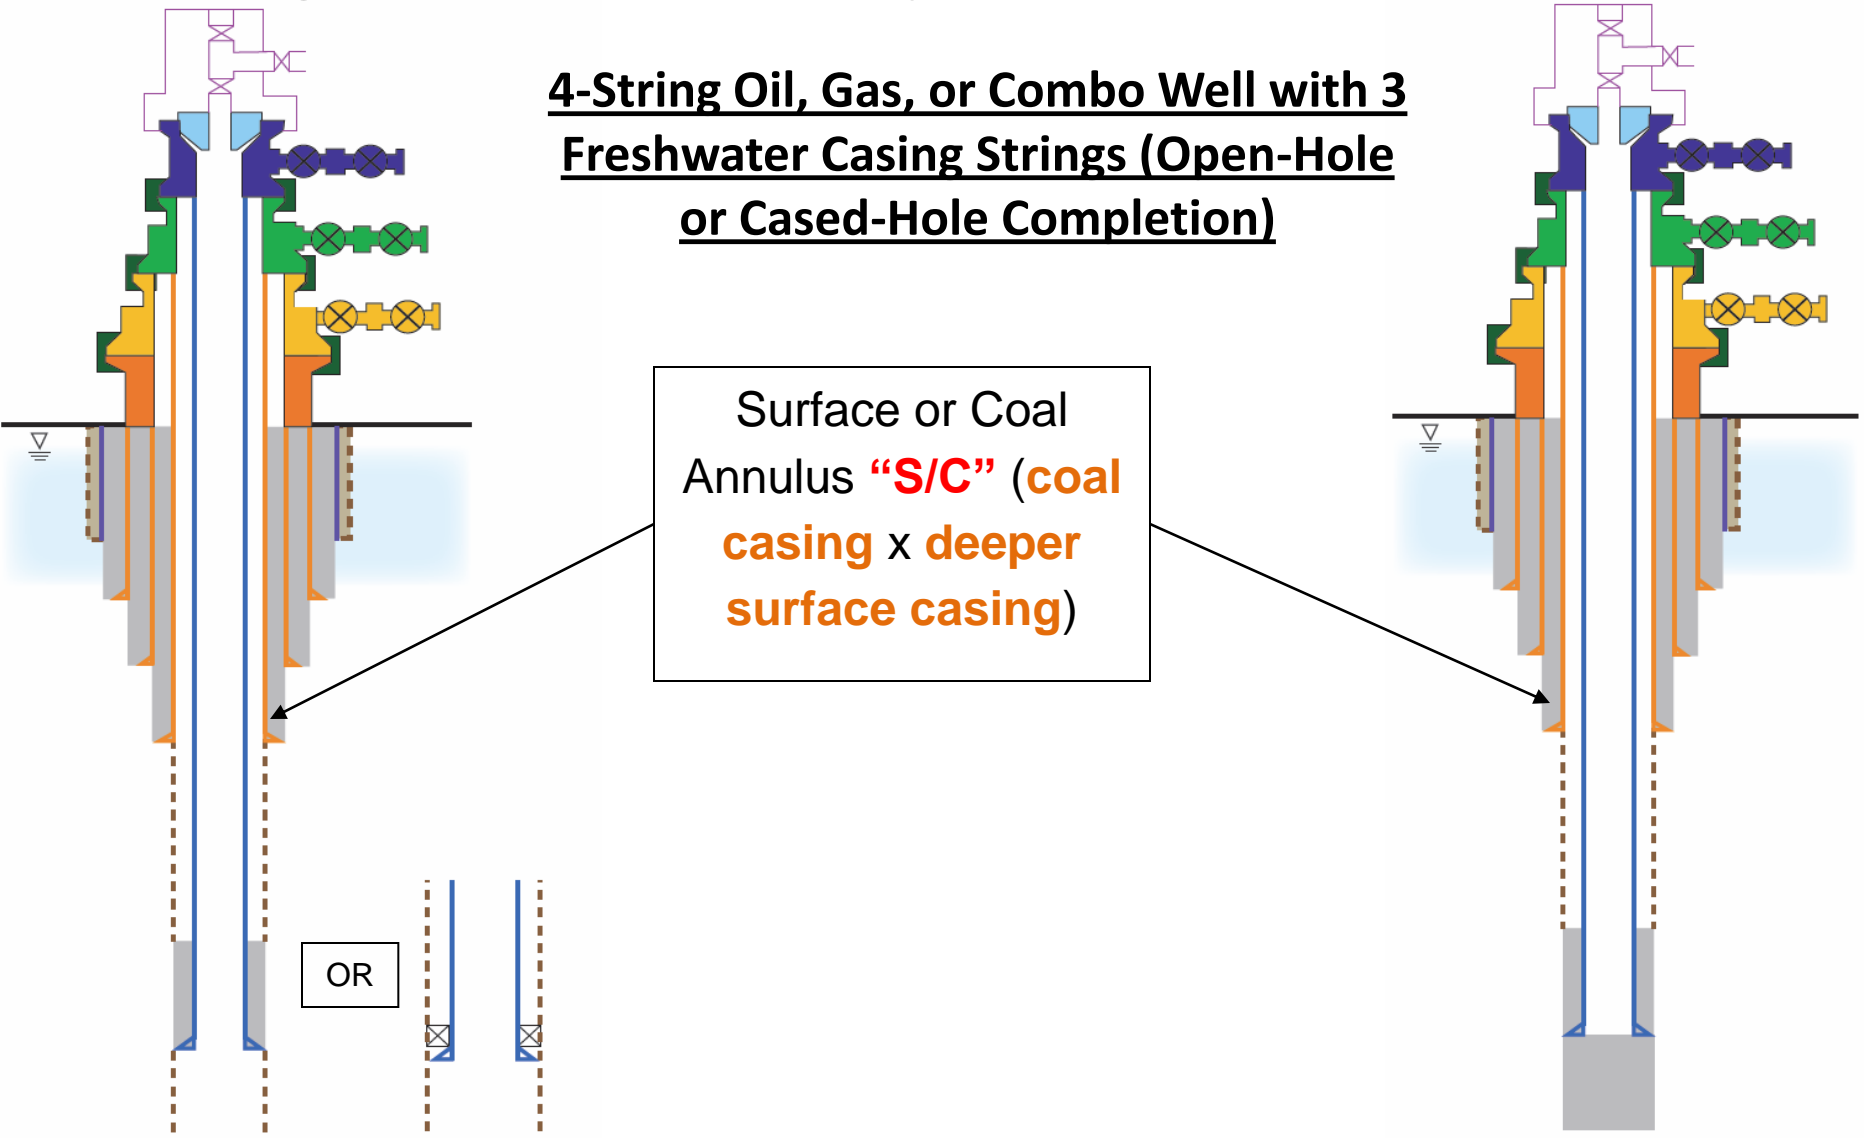 4-String Oil, Gas, or Combo Well with 3
Freshwater Casing Strings (Open-Hole
or Cased-Hole Completion)
Surface or Coal
Annulus “S/C” (coal
casing x deeper
surface casing)
OR